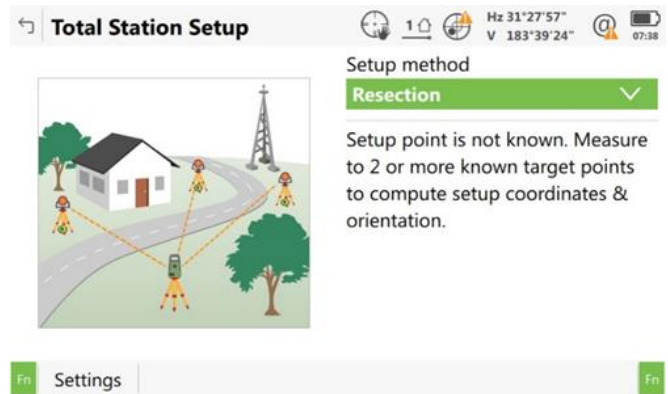 Total Station Setup
1
Hz 31°27'57"
V 183°39'24"
@
07:38
Setup method
Resection
Setup point is not known. Measure
to 2 or more known target points
to compute setup coordinates &
orientation.
Fn Settings Fn